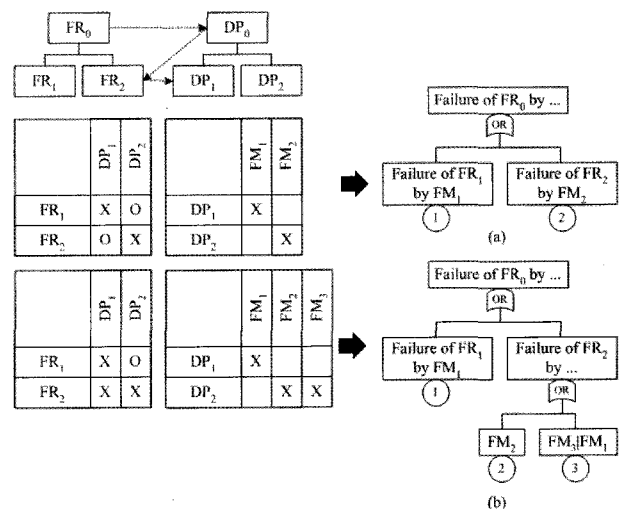 FR₀ DP₀
FR₁ FR₂ DP₁ DP₂
DP₁ DP₂ FM₁ FM₂
FR₁ X O DP₁ X
FR₂ O X DP₂ X
DP₁ DP₂ FM₁ FM₂ FM₃
FR₁ X O DP₁ X
FR₂ X X DP₂ X X
Failure of FR₀ by ...
OR
Failure of FR₁
by FM₁
Failure of FR₂
by FM₂
1 2
(a)
Failure of FR₀ by ...
OR
Failure of FR₁
by FM₁
Failure of FR₂
by ...
1
OR
FM₂ FM₃|FM₁
2 3
(b)